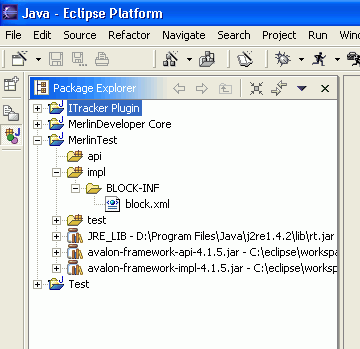 Java - Eclipse Platform
File Edit Source Refactor Navigate Search Project Run Wind
Package Explorer
ITracker Plugin
MerlinDeveloper Core
MerlinTest
api
impl
BLOCK-INF
block.xml
test
JRE_LIB - D:\Program Files\Java\j2re1.4.2\lib\rt.jar
avalon-framework-api-4.1.5.jar - C:\eclipse\workspa
avalon-framework-impl-4.1.5.jar - C:\eclipse\worksp
Test